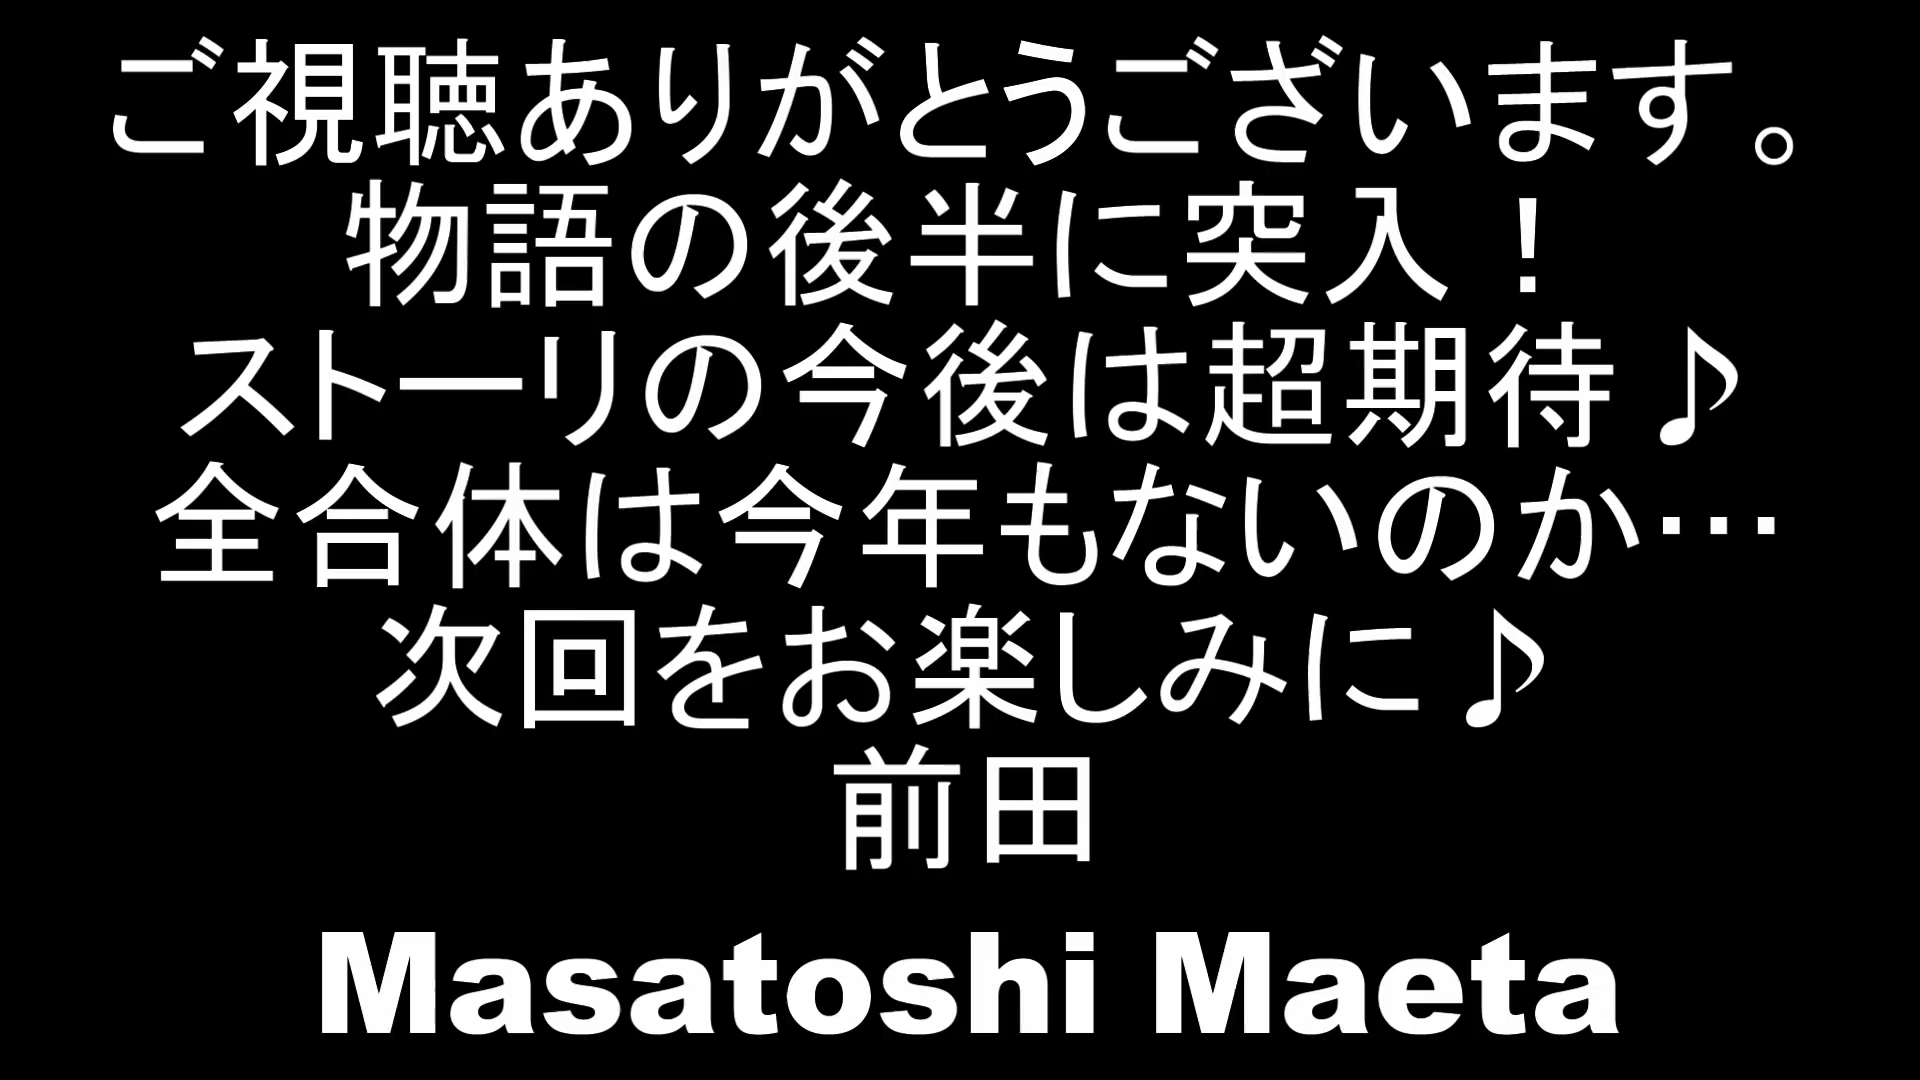 ご視聴ありがとうございます。
物語の後半に突入！
ストーリの今後は超期待♪
全合体は今年もないのか…
次回をお楽しみに♪
前田
Masatoshi Maeta